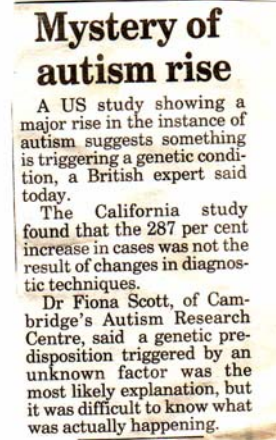 Mystery of
autism rise
A US study showing a
major rise in the instance of
autism suggests something
is triggering a genetic condi-
tion, a British expert said
today.
The California study
found that the 287 per cent
increase in cases was not the
result of changes in diagnos-
tic techniques.
Dr Fiona Scott, of Cam-
bridge's Autism Research
Centre, said a genetic pre-
disposition triggered by an
unknown factor was the
most likely explanation, but
it was difficult to know what
was actually happening.